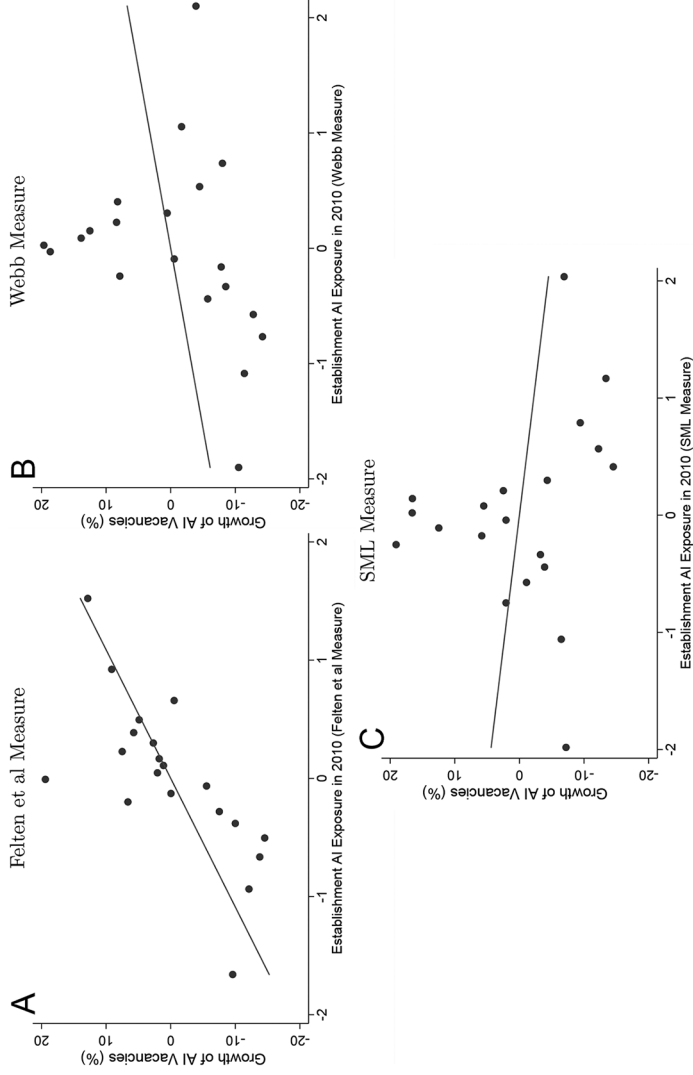 A
Felten et al Measure
Growth of AI Vacancies (%)
20
10
0
-10
-20
-2
-1
0
1
2
Establishment AI Exposure in 2010 (Felten et al Measure)
B
Webb Measure
Growth of AI Vacancies (%)
20
10
0
-10
-20
-2
-1
0
1
2
Establishment AI Exposure in 2010 (Webb Measure)
C
SML Measure
Growth of AI Vacancies (%)
20
10
0
-10
-20
-2
-1
0
1
2
Establishment AI Exposure in 2010 (SML Measure)